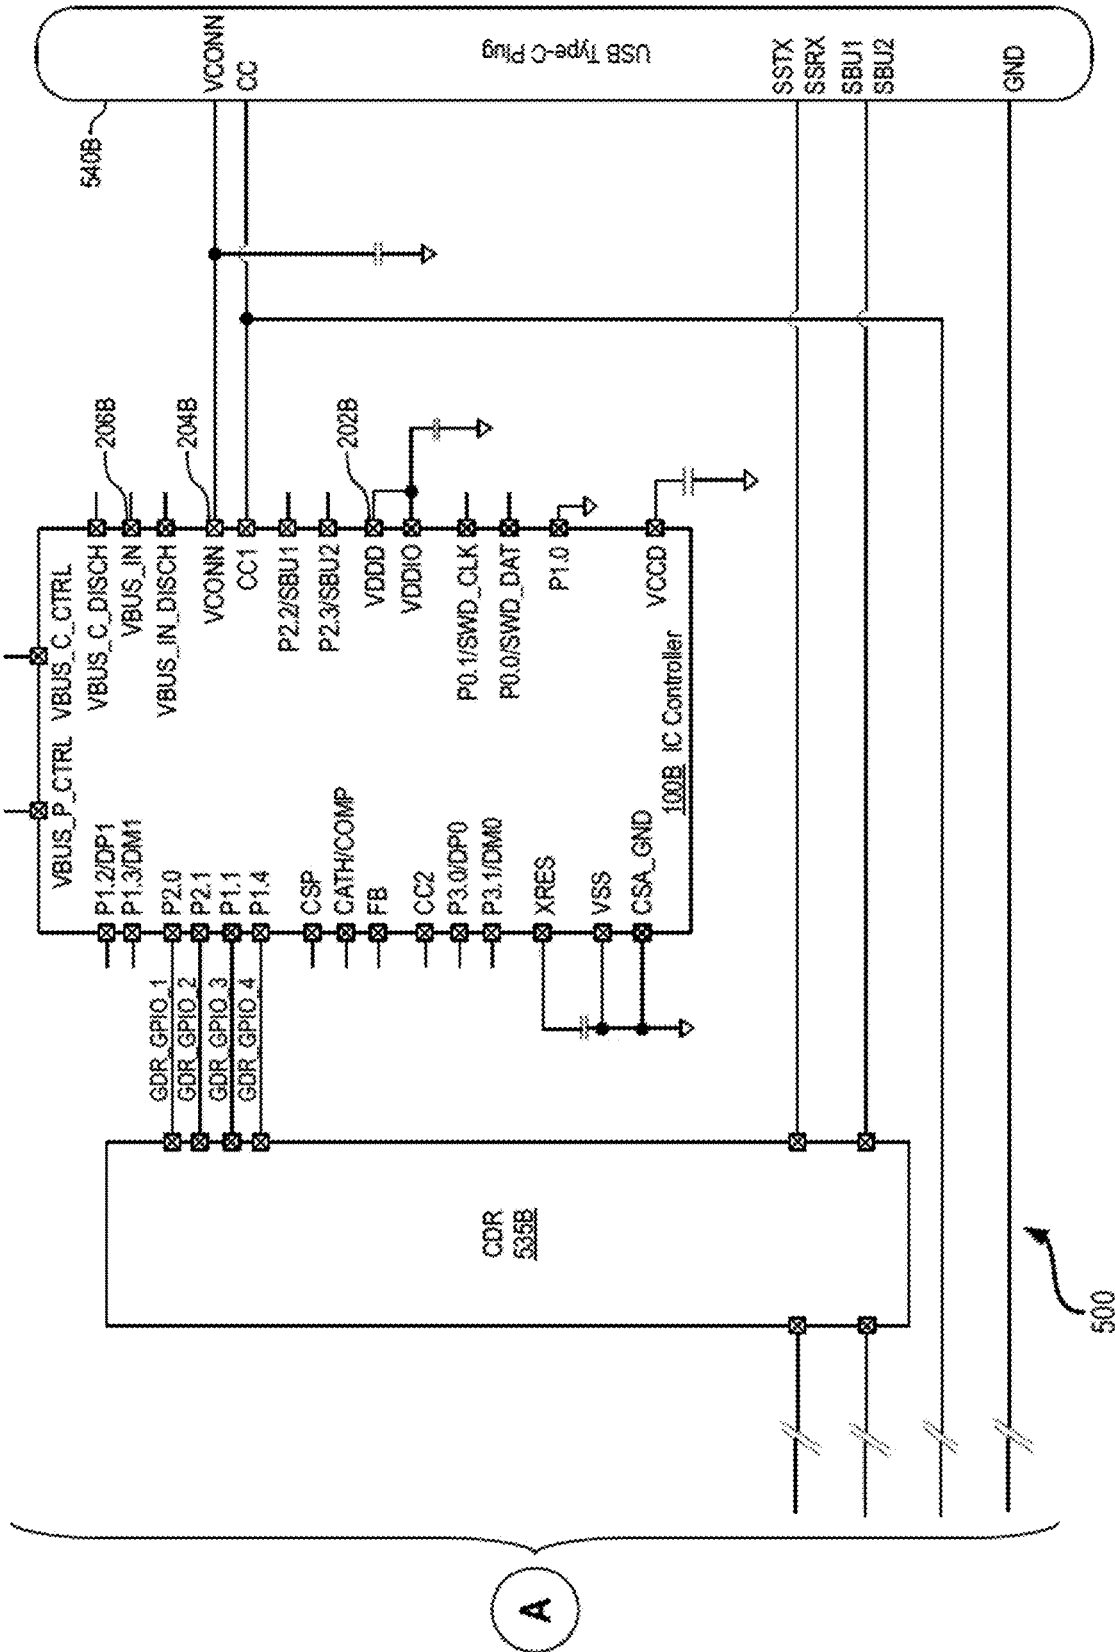 540B
USB Type-C Plug
VCONN
CC
SSTX
SSRX
SBU1
SBU2
GND
206B
204B
202B
VBUS_P_CTRL
VBUS_C_CTRL
VBUS_C_DISCH
VBUS_IN
VBUS_IN_DISCH
VCONN
CC1
P2.2/SBU1
P2.3/SBU2
VDDD
VDDIO
P0.1/SWD_CLK
P0.0/SWD_DAT
P1.0
VCCD
100B IC Controller
P1.2/DP1
P1.3/DM1
P2.0
P2.1
P1.1
P1.4
CSP
CATH/COMP
FB
CC2
P3.0/DP0
P3.1/DM0
XRES
VSS
CSA_GND
GDR_GPIO_1
GDR_GPIO_2
GDR_GPIO_3
GDR_GPIO_4
CDR
535B
500
A